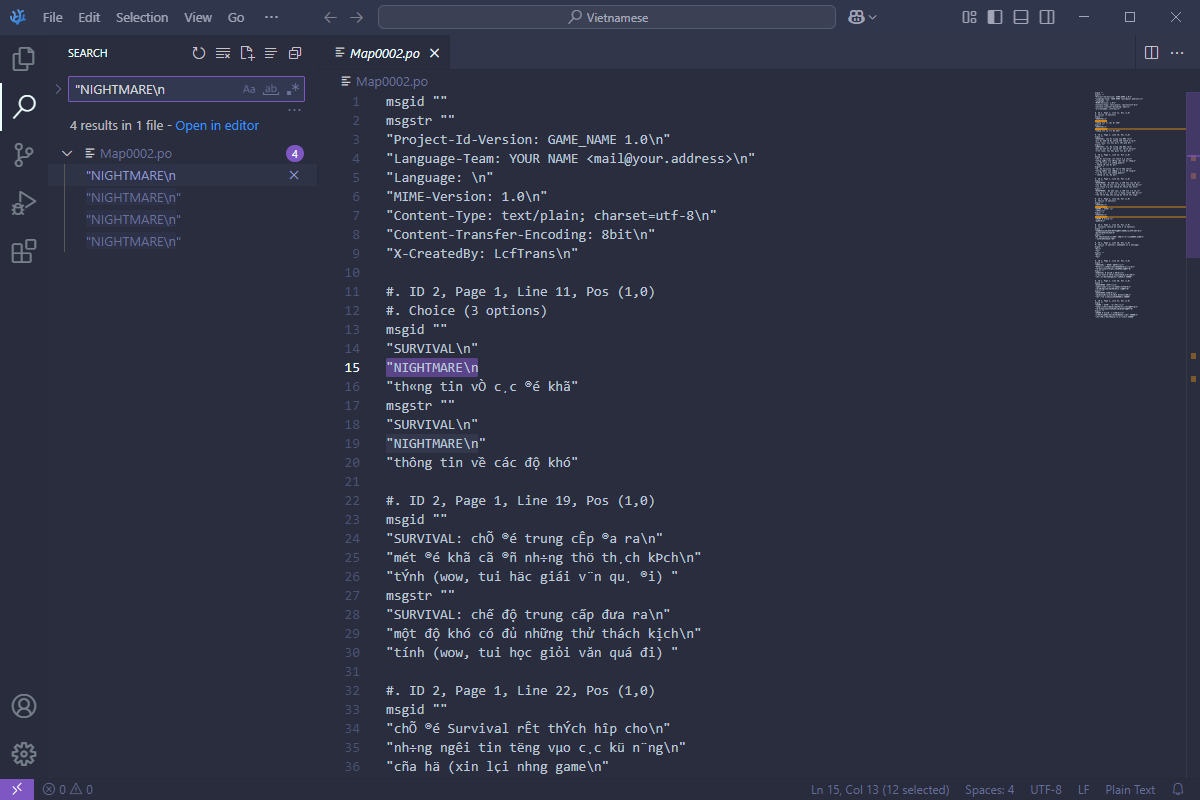 File Edit Selection View Go ··· Vietnamese
SEARCH
"NIGHTMARE\n Aa ab .*
4 results in 1 file - Open in editor
Map0002.po 4
"NIGHTMARE\n
"NIGHTMARE\n"
"NIGHTMARE\n"
"NIGHTMARE\n"
Map0002.po
Map0002.po
1 msgid ""
2 msgstr ""
3 "Project-Id-Version: GAME_NAME 1.0\n"
4 "Language-Team: YOUR NAME <mail@your.address>\n"
5 "Language: \n"
6 "MIME-Version: 1.0\n"
7 "Content-Type: text/plain; charset=utf-8\n"
8 "Content-Transfer-Encoding: 8bit\n"
9 "X-CreatedBy: LcfTrans\n"
10
11 #. ID 2, Page 1, Line 11, Pos (1,0)
12 #. Choice (3 options)
13 msgid ""
14 "SURVIVAL\n"
15 "NIGHTMARE\n
16 "th«ng tin vÒ c¸c ®é khã"
17 msgstr ""
18 "SURVIVAL\n"
19 "NIGHTMARE\n"
20 "thông tin về các độ khó"
21
22 #. ID 2, Page 1, Line 19, Pos (1,0)
23 msgid ""
24 "SURVIVAL: chÕ ®é trung cÊp ®a ra\n"
25 "mét ®é khã cã ®ñ nh÷ng thö th¸ch kÞch\n"
26 "tÝnh (wow, tui häc giái v¨n qu¸ ®i) "
27 msgstr ""
28 "SURVIVAL: chế độ trung cấp đưa ra\n"
29 "một độ khó có đủ những thử thách kịch\n"
30 "tính (wow, tui học giỏi văn quá đi) "
31
32 #. ID 2, Page 1, Line 22, Pos (1,0)
33 msgid ""
34 "chÕ ®é Survival rÊt thÝch hîp cho\n"
35 "nh÷ng ngêi tin tëng vµo c¸c kü n¨ng\n"
36 "cña hä (xin lçi nhng game\n"
0 0 Ln 15, Col 13 (12 selected) Spaces: 4 UTF-8 LF Plain Text